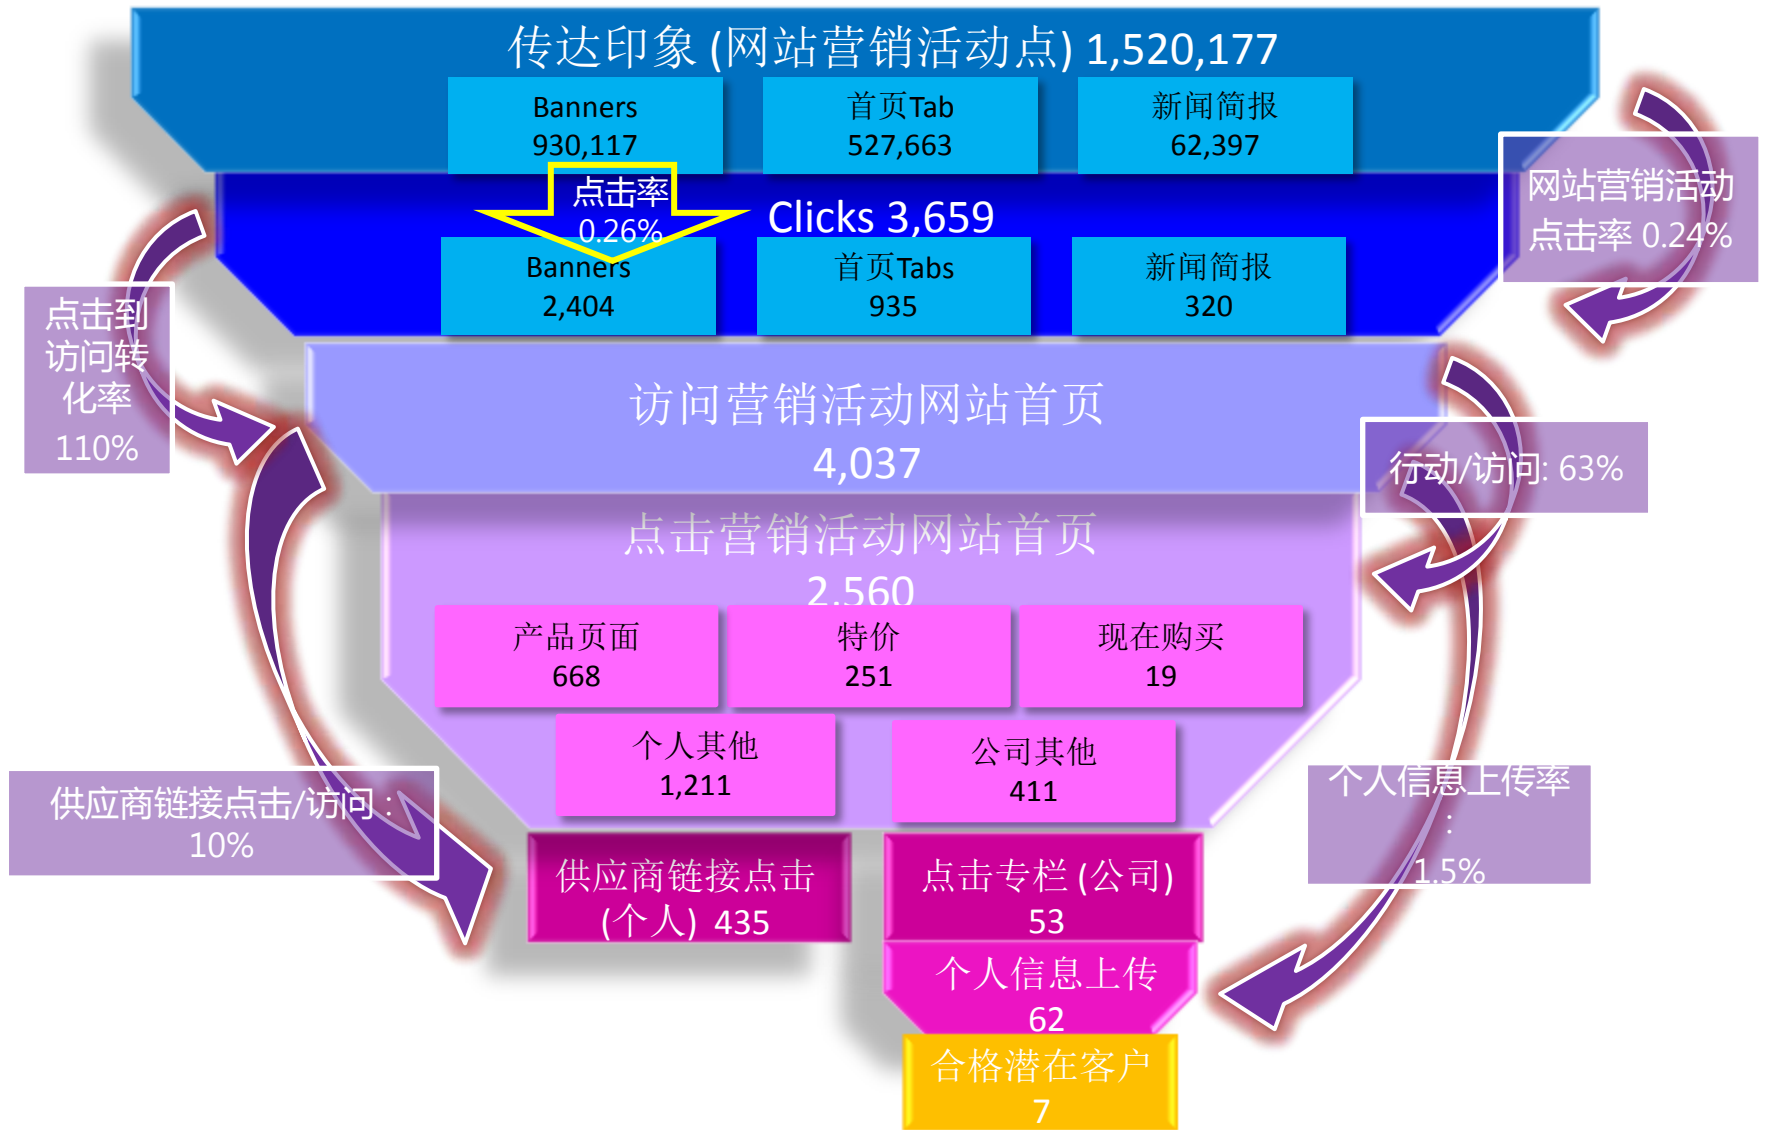 传达印象 (网站营销活动点) 1,520,177
Banners
930,117
首页Tab
527,663
新闻简报
62,397
点击率
0.26%
Clicks 3,659
网站营销活动
点击率 0.24%
Banners
2,404
首页Tabs
935
新闻简报
320
点击到
访问转
化率
110%
访问营销活动网站首页
4,037
行动/访问: 63%
点击营销活动网站首页
2,560
产品页面
668
特价
251
现在购买
19
个人其他
1,211
公司其他
411
供应商链接点击/访问 :
10%
个人信息上传率
:
1.5%
供应商链接点击
(个人) 435
点击专栏 (公司)
53
个人信息上传
62
合格潜在客户
7